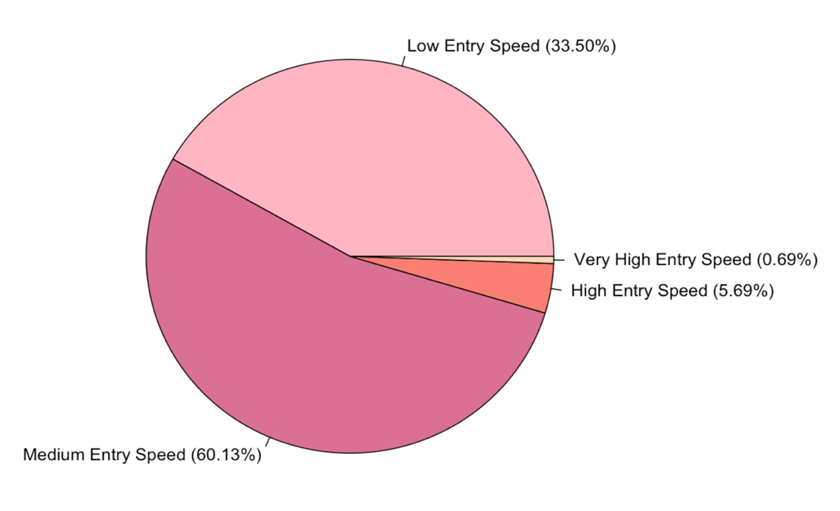 Low Entry Speed (33.50%)
Very High Entry Speed (0.69%)
High Entry Speed (5.69%)
Medium Entry Speed (60.13%)